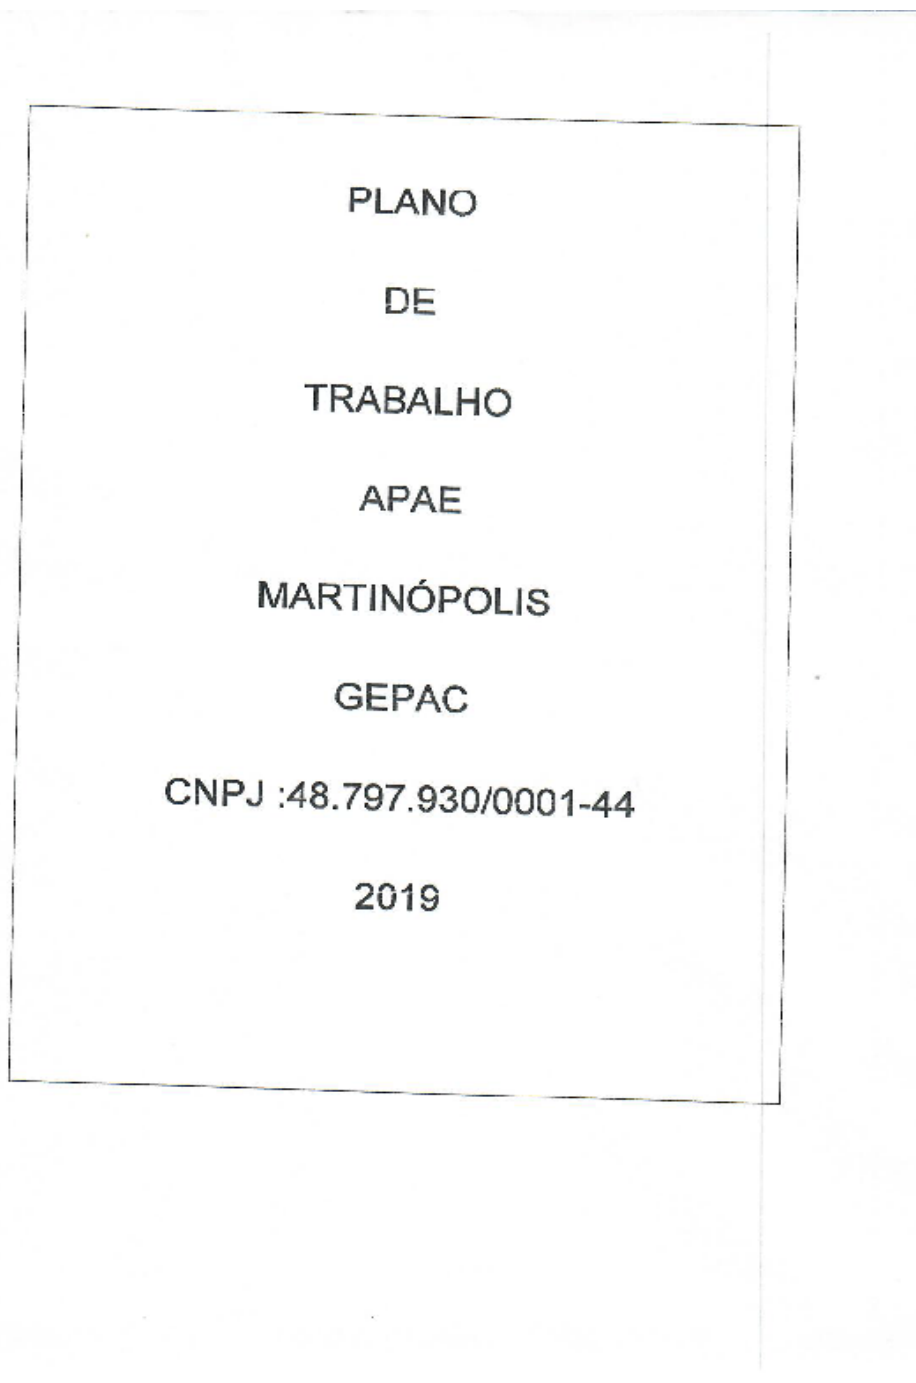 PLANO
DE
TRABALHO
APAE
MARTINÓPOLIS
GEPAC
CNPJ :48.797.930/0001-44
2019